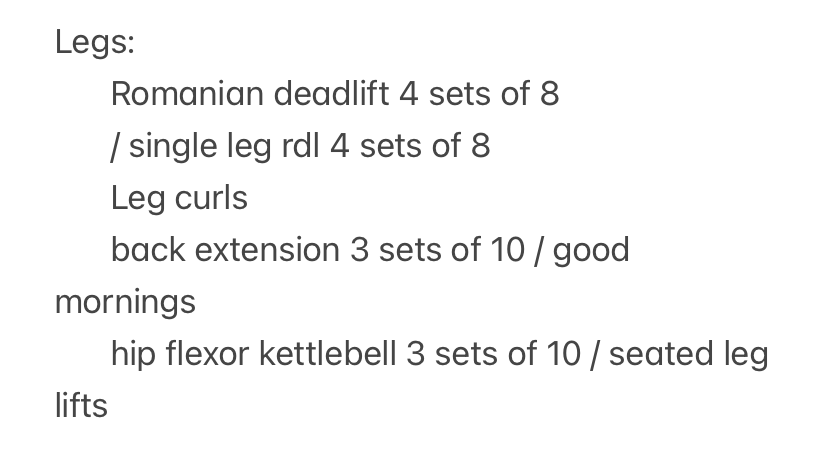 Legs:
Romanian deadlift 4 sets of 8
/ single leg rdl 4 sets of 8
Leg curls
back extension 3 sets of 10 / good
mornings
hip flexor kettlebell 3 sets of 10 / seated leg
lifts